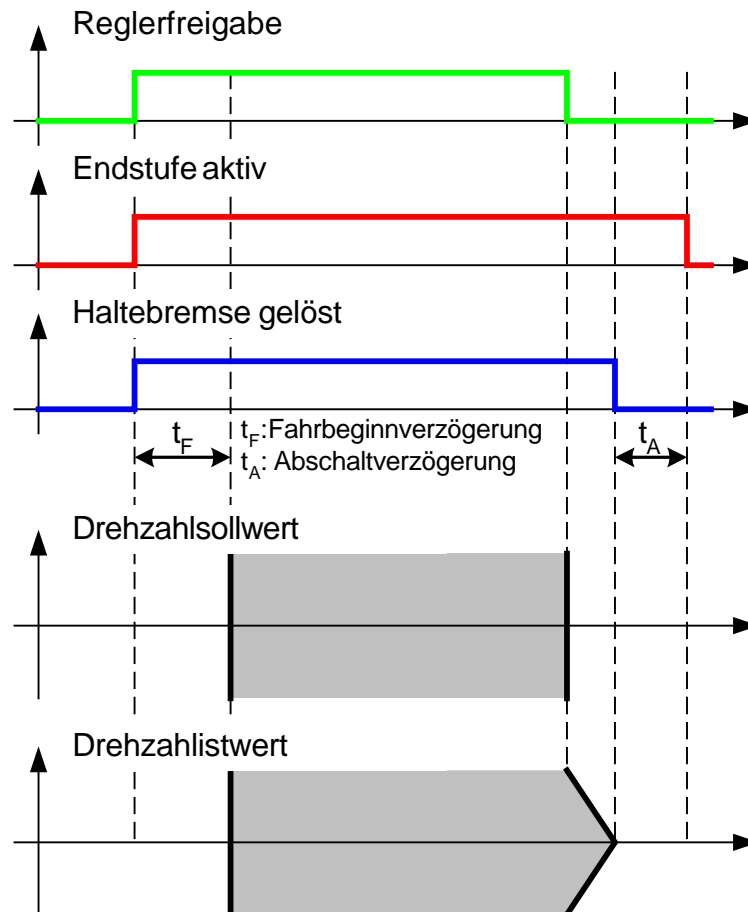 Reglerfreigabe
Endstufe aktiv
Haltebremse gelöst
tF
tF:Fahrbeginnverzögerung
tA: Abschaltverzögerung
tA
Drehzahlsollwert
Drehzahlistwert